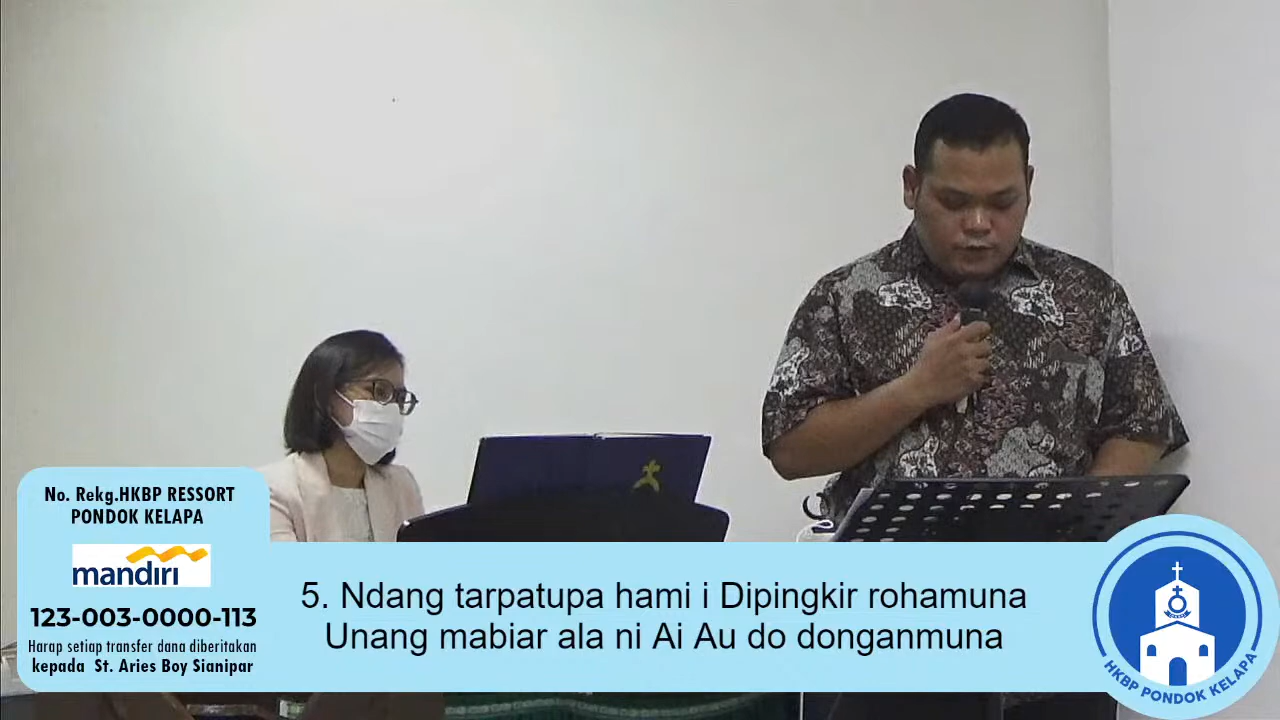 No. Rekg.HKBP RESSORT
PONDOK KELAPA
mandiri
123-003-0000-113
Harap setiap transfer dana diberitakan
kepada St. Aries Boy Sianipar
5. Ndang tarpatupa hami i Dipingkir rohamuna
Unang mabiar ala ni Ai Au do donganmuna
HKBP PONDOK KELAPA